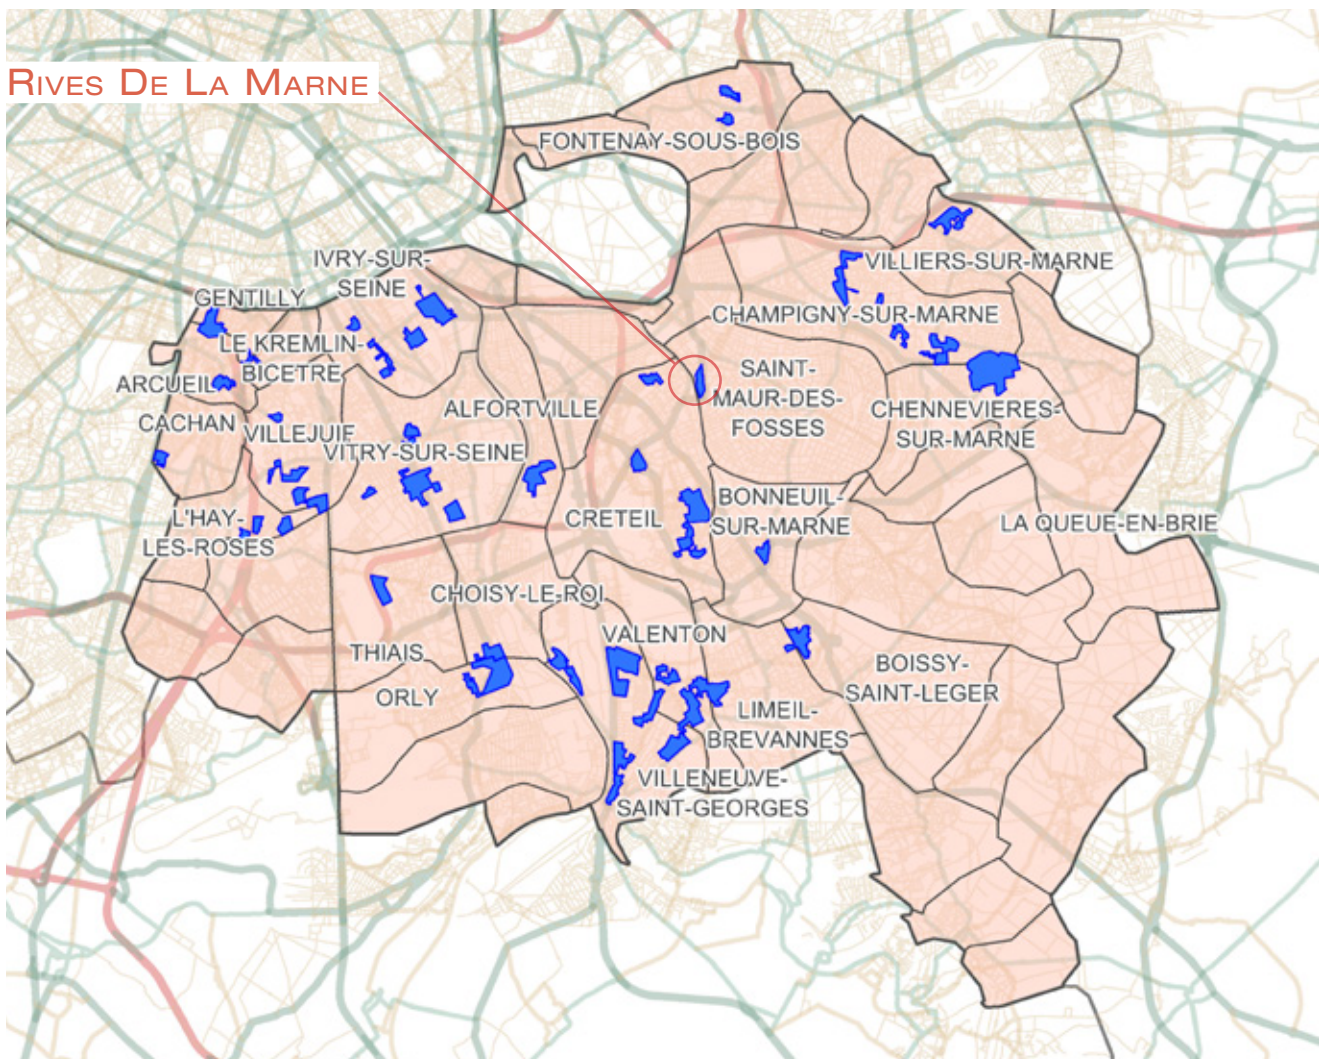 RIVES DE LA MARNE
FONTENAY-SOUS-BOIS
IVRY-SUR-
SEINE
VILLIERS-SUR-MARNE
GENTILLY
CHAMPIGNY-SUR-MARNE
LE KREMLIN-
BICETRE
SAINT-
MAUR-DES-
FOSSES
ARCUEIL
CACHAN
ALFORTVILLE
CHENNEVIERES-
SUR-MARNE
VILLEJUIF
VITRY-SUR-SEINE
BONNEUIL-
SUR-MARNE
L'HAY-
LES-ROSES
CRETEIL
LA QUEUE-EN-BRIE
CHOISY-LE-ROI
VALENTON
THIAIS
BOISSY-
SAINT-LEGER
ORLY
LIMEIL-
BREVANNES
VILLENEUVE-
SAINT-GEORGES